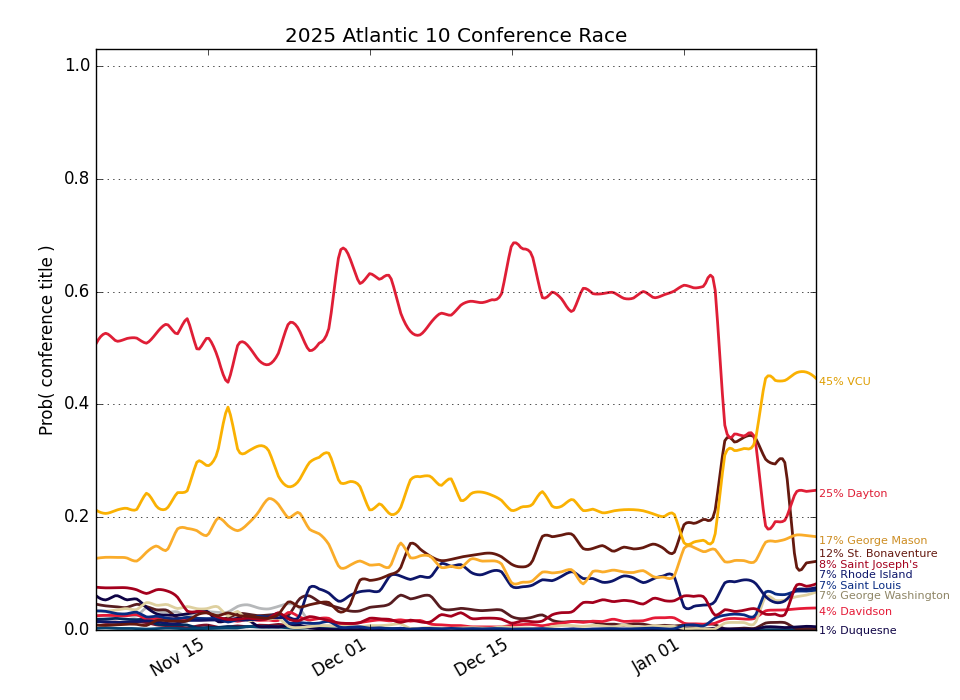 2025 Atlantic 10 Conference Race
Prob( conference title )
1.0
0.8
0.6
0.4
0.2
0.0
Nov 15
Dec 01
Dec 15
Jan 01
45% VCU
25% Dayton
17% George Mason
12% St. Bonaventure
8% Saint Joseph's
7% Rhode Island
7% Saint Louis
7% George Washington
4% Davidson
1% Duquesne